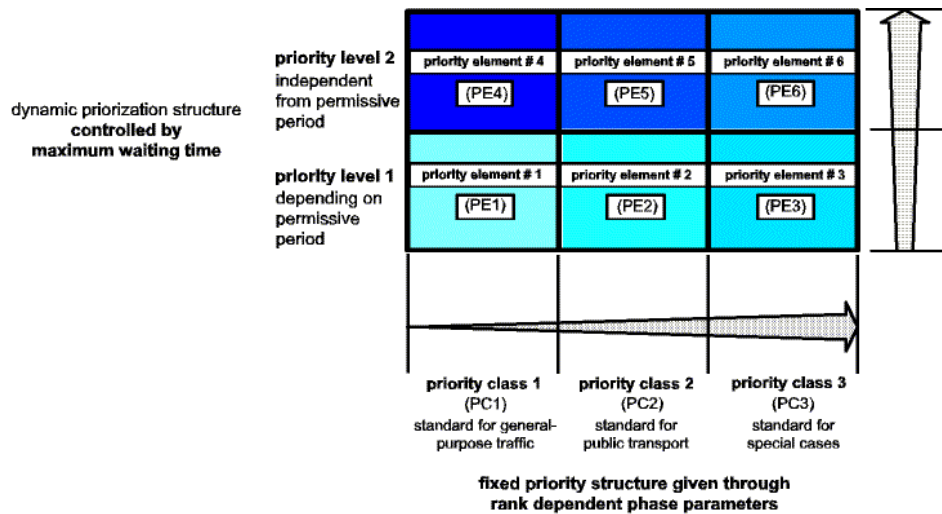 priority level 2
independent
from permissive
period
priority element # 4
priority element # 5
priority element # 6
(PE4)
(PE5)
(PE6)
dynamic priorization structure
controlled by
maximum waiting time
priority level 1
depending on
permissive
period
priority element # 1
priority element # 2
priority element # 3
(PE1)
(PE2)
(PE3)
priority class 1
(PC1)
standard for general-
purpose traffic
priority class 2
(PC2)
standard for
public transport
priority class 3
(PC3)
standard for
special cases
fixed priority structure given through
rank dependent phase parameters